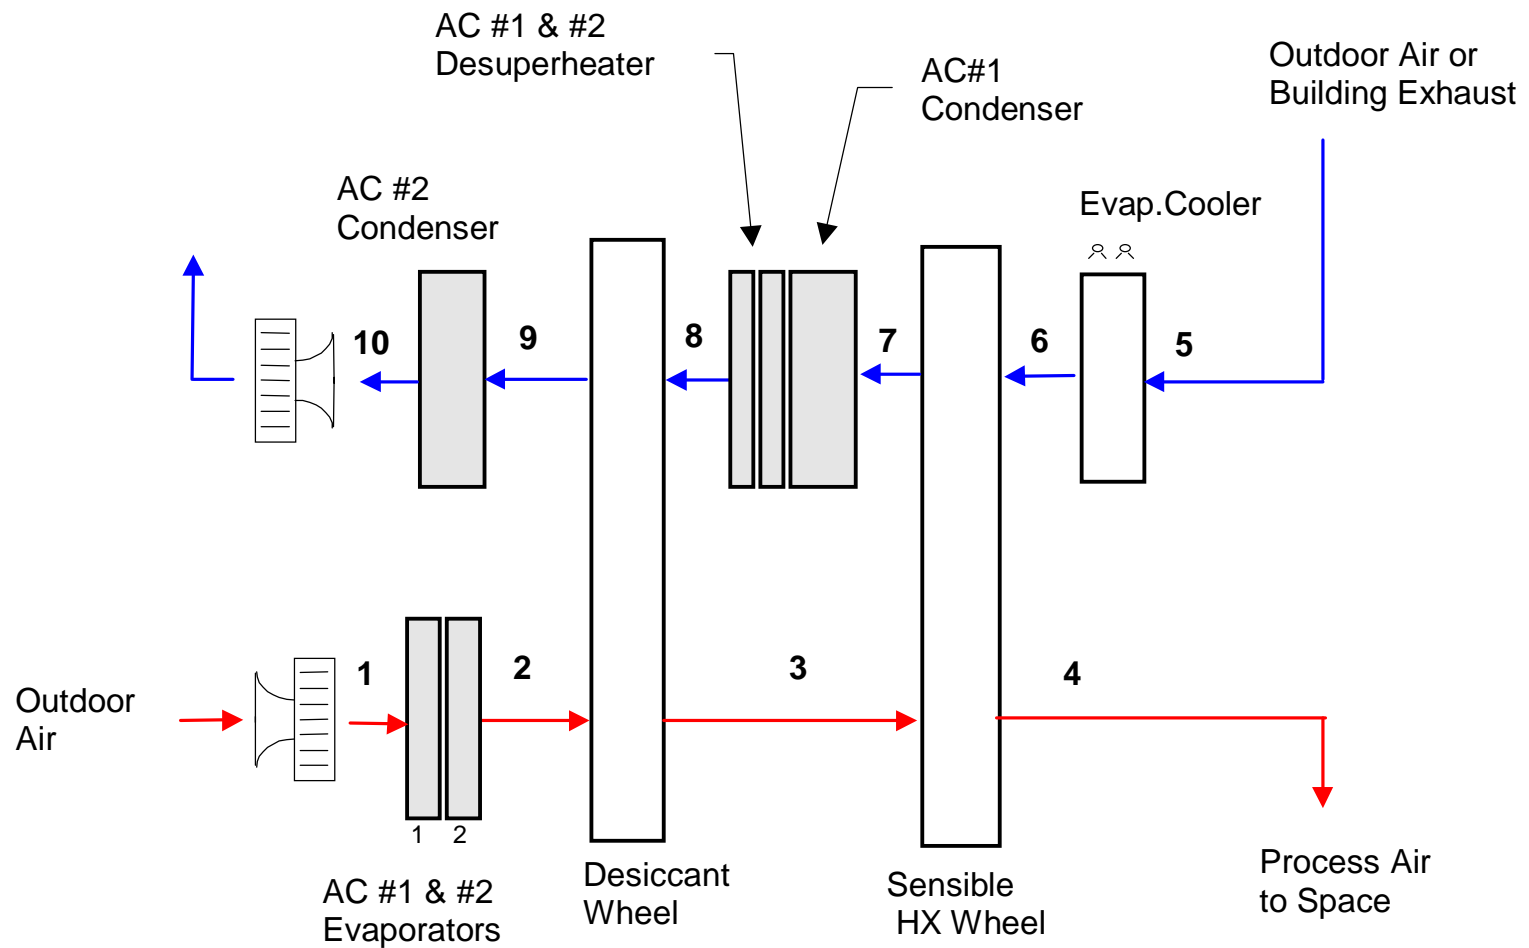 AC #1 & #2
Desuperheater
AC#1
Condenser
Outdoor Air or
Building Exhaust
AC #2
Condenser
Evap.Cooler
10
9
8
7
6
5
1
2
3
4
Outdoor
Air
1 2
AC #1 & #2
Evaporators
Desiccant
Wheel
Sensible
HX Wheel
Process Air
to Space